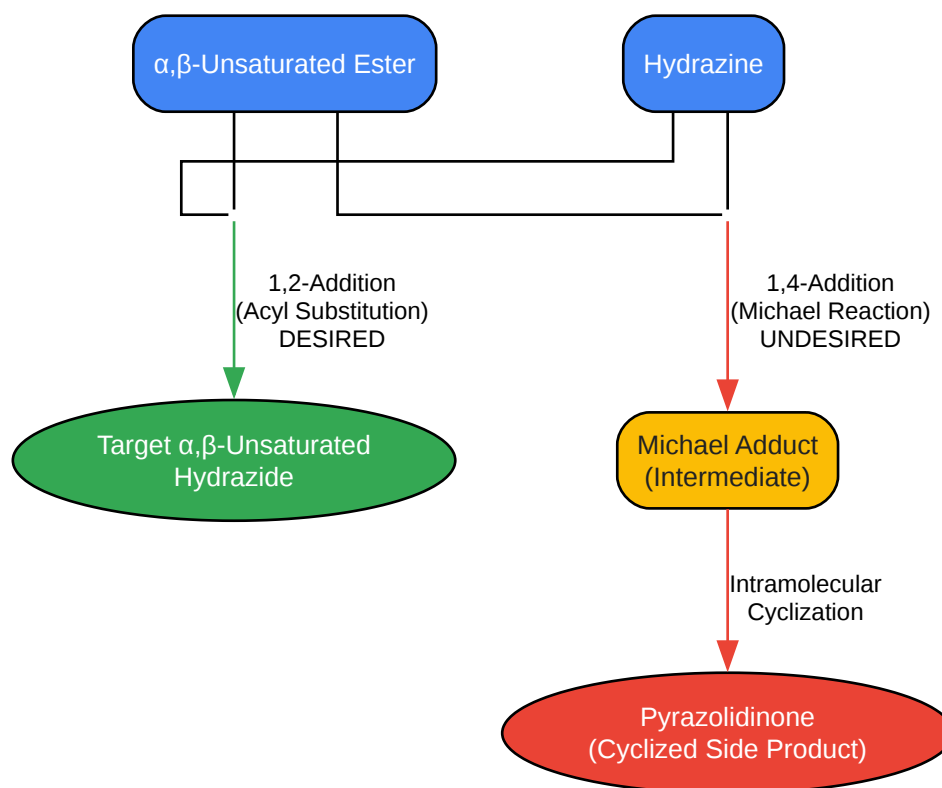 α,β-Unsaturated Ester
Hydrazine
1,2-Addition
(Acyl Substitution)
DESIRED
1,4-Addition
(Michael Reaction)
UNDESIRED
Target α,β-Unsaturated
Hydrazide
Michael Adduct
(Intermediate)
Intramolecular
Cyclization
Pyrazolidinone
(Cyclized Side Product)